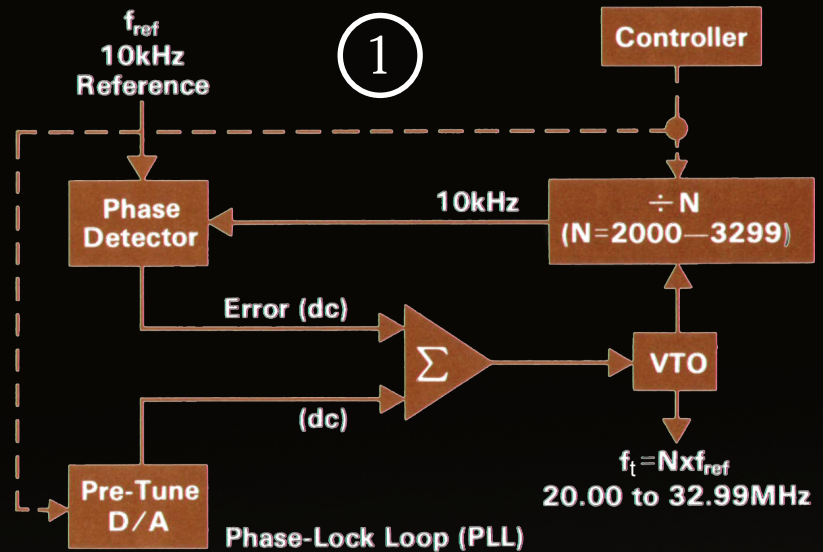 f_ref
10kHz
Reference
1
Controller
Phase
Detector
10kHz
÷N
(N=2000—3299)
Error (dc)
Σ
VTO
(dc)
f_t=Nxf_ref
20.00 to 32.99MHz
Pre-Tune
D/A
Phase-Lock Loop (PLL)